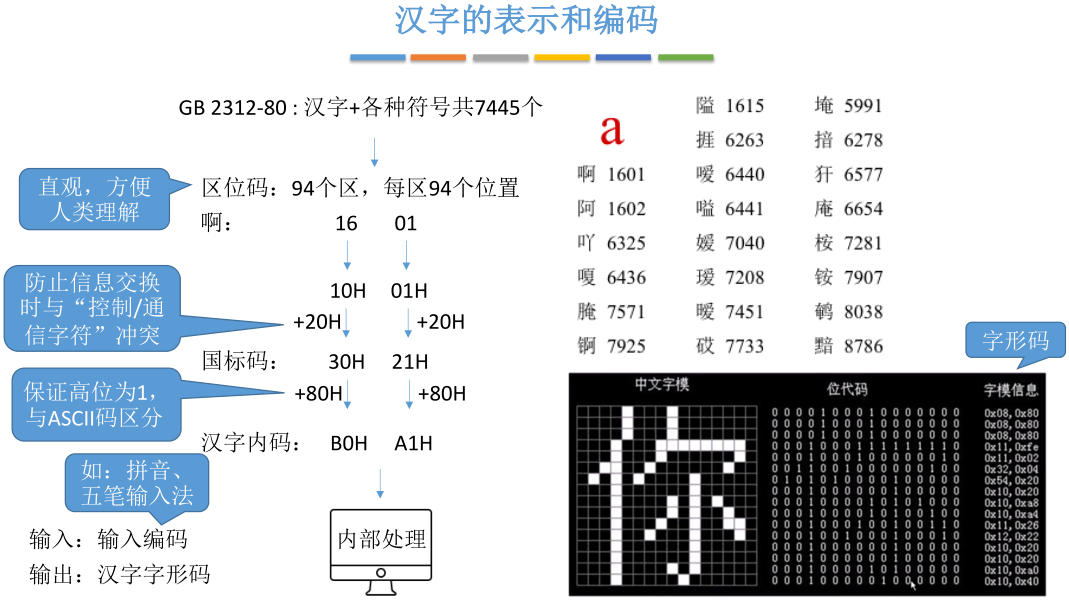 汉字的表示和编码
GB 2312-80 : 汉字+各种符号共7445个
直观，方便
人类理解
区位码：94个区，每区94个位置
啊： 16 01
防止信息交换
时与“控制/通
信字符”冲突
10H 01H
+20H +20H
国标码： 30H 21H
保证高位为1，
与ASCII码区分
+80H +80H
汉字内码： B0H A1H
如：拼音、
五笔输入法
输入：输入编码
输出：汉字字形码
内部处理
a
隘 1615 埯 5991
捱 6263 揞 6278
啊 1601 嗳 6440 犴 6577
阿 1602 嗌 6441 庵 6654
吖 6325 嫒 7040 桉 7281
嗄 6436 瑷 7208 铵 7907
腌 7571 暧 7451 鹌 8038
锕 7925 砹 7733 黯 8786
字形码
中文字模 位代码 字模信息
0 0 0 0 1 0 0 0 1 0 0 0 0 0 0 0 0x08,0x80
0 0 0 0 1 0 0 0 1 0 0 0 0 0 0 0 0x08,0x80
0 0 0 0 1 0 0 0 1 0 0 0 0 0 0 0 0x08,0x80
0 0 0 1 0 0 0 1 1 1 1 1 1 1 1 0 0x11,0xfe
0 0 0 1 0 0 0 1 0 0 0 0 0 0 1 0 0x11,0x02
0 0 1 1 0 0 1 0 0 0 0 0 0 1 0 0 0x32,0x04
0 1 0 1 0 1 0 0 0 0 1 0 0 0 0 0 0x54,0x20
0 0 0 1 0 0 0 0 0 0 1 0 0 0 0 0 0x10,0x20
0 0 0 1 0 0 0 0 1 0 1 0 1 0 0 0 0x10,0xa8
0 0 0 1 0 0 0 0 1 0 1 0 0 1 0 0 0x10,0xa4
0 0 0 1 0 0 0 1 0 0 1 0 0 1 1 0 0x11,0x26
0 0 0 1 0 0 1 0 0 0 1 0 0 0 1 0 0x12,0x22
0 0 0 1 0 0 0 0 0 0 1 0 0 0 0 0 0x10,0x20
0 0 0 1 0 0 0 0 0 0 1 0 0 0 0 0 0x10,0x20
0 0 0 1 0 0 0 0 1 0 1 0 0 0 0 0 0x10,0xa0
0 0 0 1 0 0 0 0 0 1 0 0 0 0 0 0 0x10,0x40